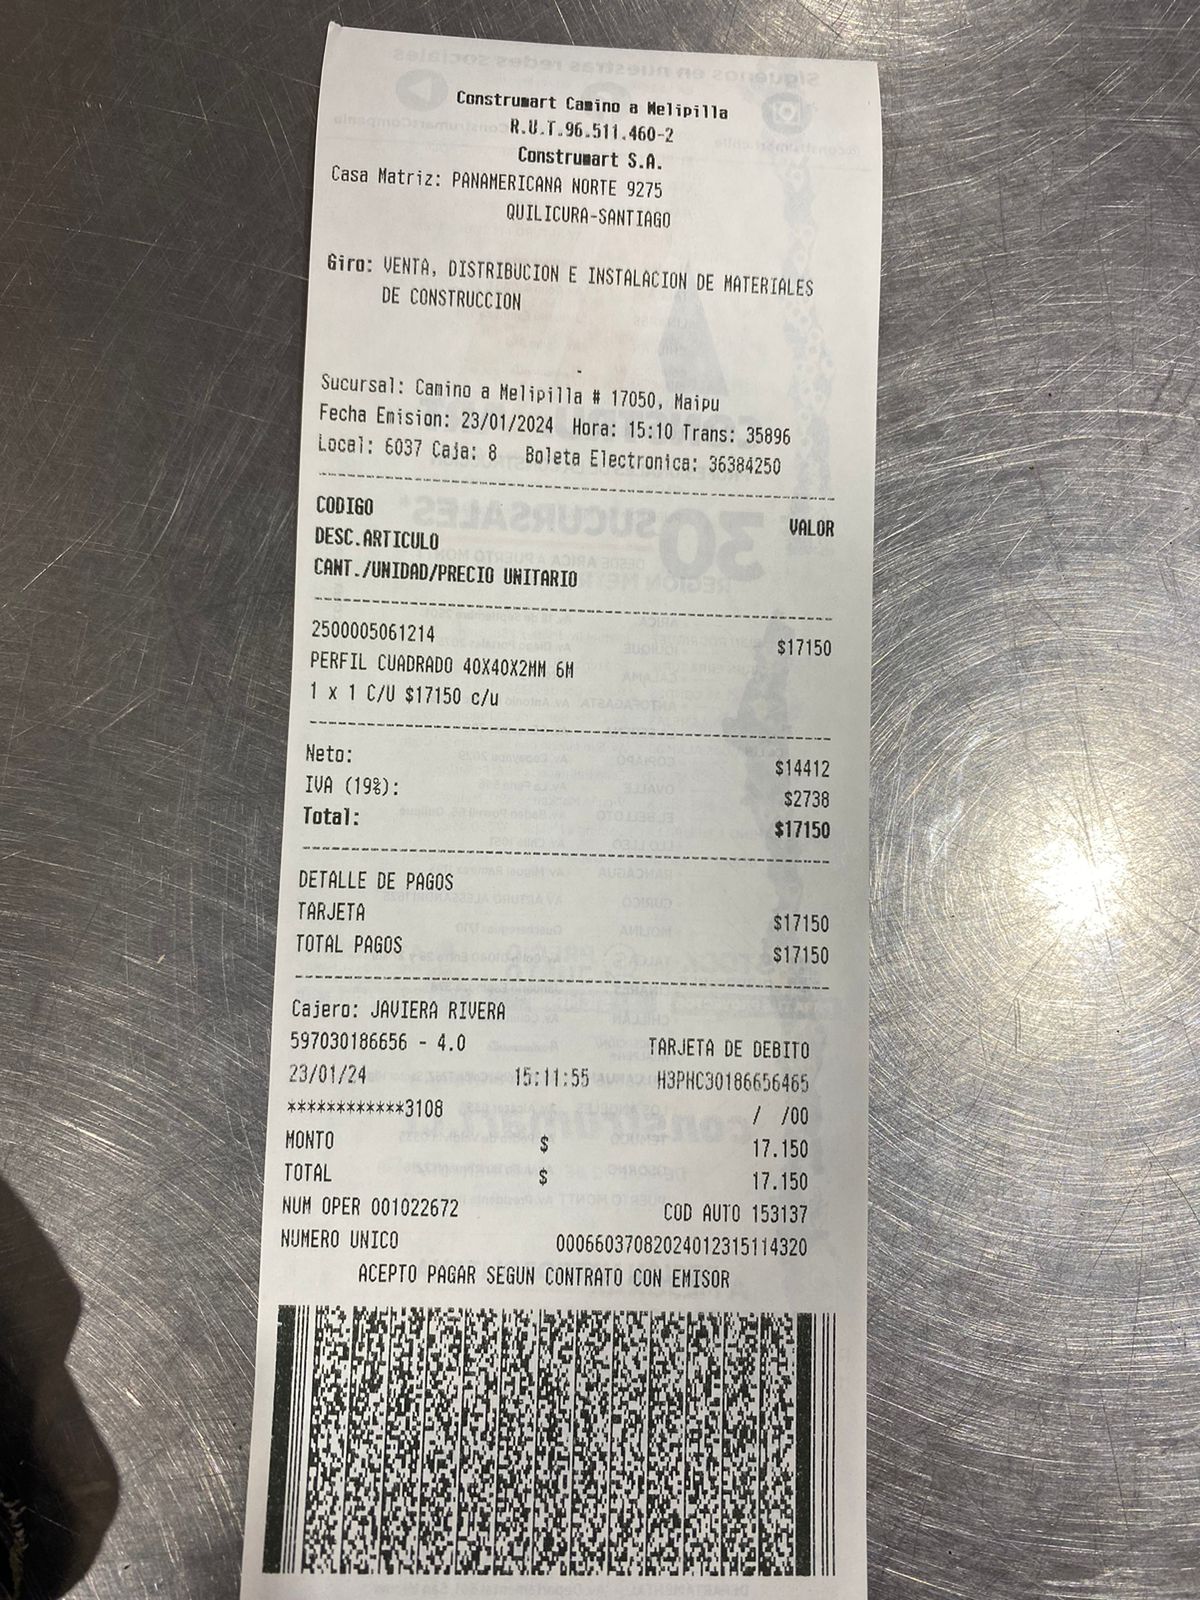 Construmart Camino a Melipilla
R.U.T.96.511.460-2
Construmart S.A.
Casa Matriz: PANAMERICANA NORTE 9275
QUILICURA-SANTIAGO
Giro: VENTA, DISTRIBUCION E INSTALACION DE MATERIALES
DE CONSTRUCCION
Sucursal: Camino a Melipilla # 17050, Maipu
Fecha Emision: 23/01/2024 Hora: 15:10 Trans: 35896
Local: 6037 Caja: 8 Boleta Electronica: 36384250
CODIGO VALOR
DESC.ARTICULO
CANT./UNIDAD/PRECIO UNITARIO
2500005061214 $17150
PERFIL CUADRADO 40X40X2MM 6M
1 x 1 C/U $17150 c/u
Neto: $14412
IVA (19%): $2738
Total: $17150
DETALLE DE PAGOS
TARJETA $17150
TOTAL PAGOS $17150
Cajero: JAVIERA RIVERA
597030186656 - 4.0 TARJETA DE DEBITO
23/01/24 15:11:55 H3PHC30186656465
************3108 / /00
MONTO $ 17.150
TOTAL $ 17.150
NUM OPER 001022672 COD AUTO 153137
NUMERO UNICO 00066037082024012315114320
ACEPTO PAGAR SEGUN CONTRATO CON EMISOR